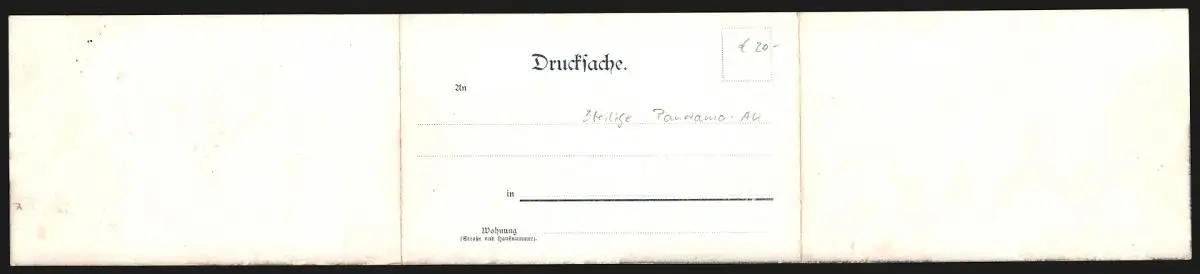 € 20-
Druckſache.
An
3teilige Panorama-AK
in
Wohnung
(Straße und Hausnummer).